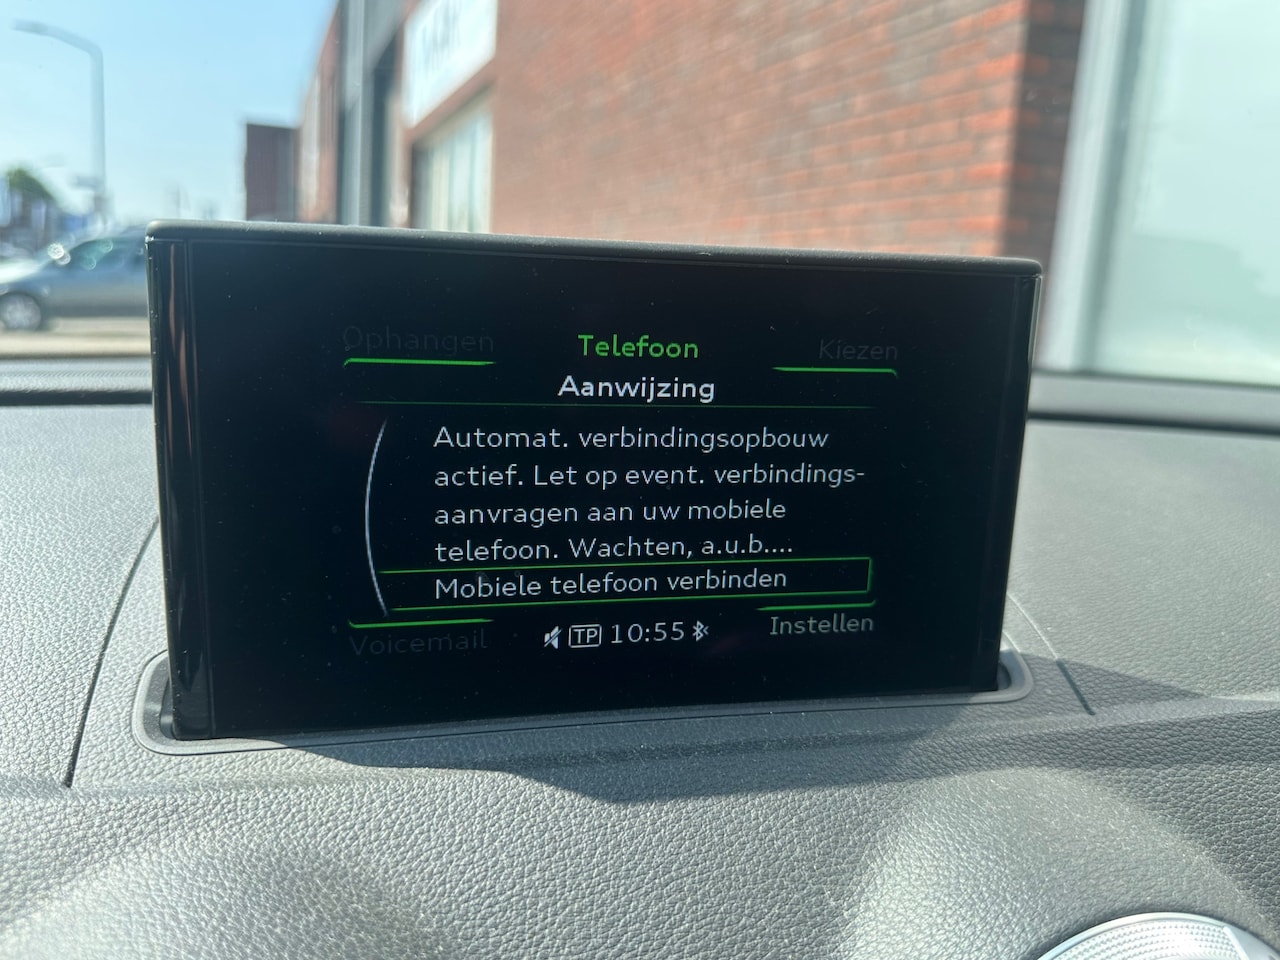 Ophangen Telefoon Kiezen
Aanwijzing
Automat. verbindingsopbouw
actief. Let op event. verbindings-
aanvragen aan uw mobiele
telefoon. Wachten, a.u.b....
Mobiele telefoon verbinden
Voicemail TP 10:55 Instellen